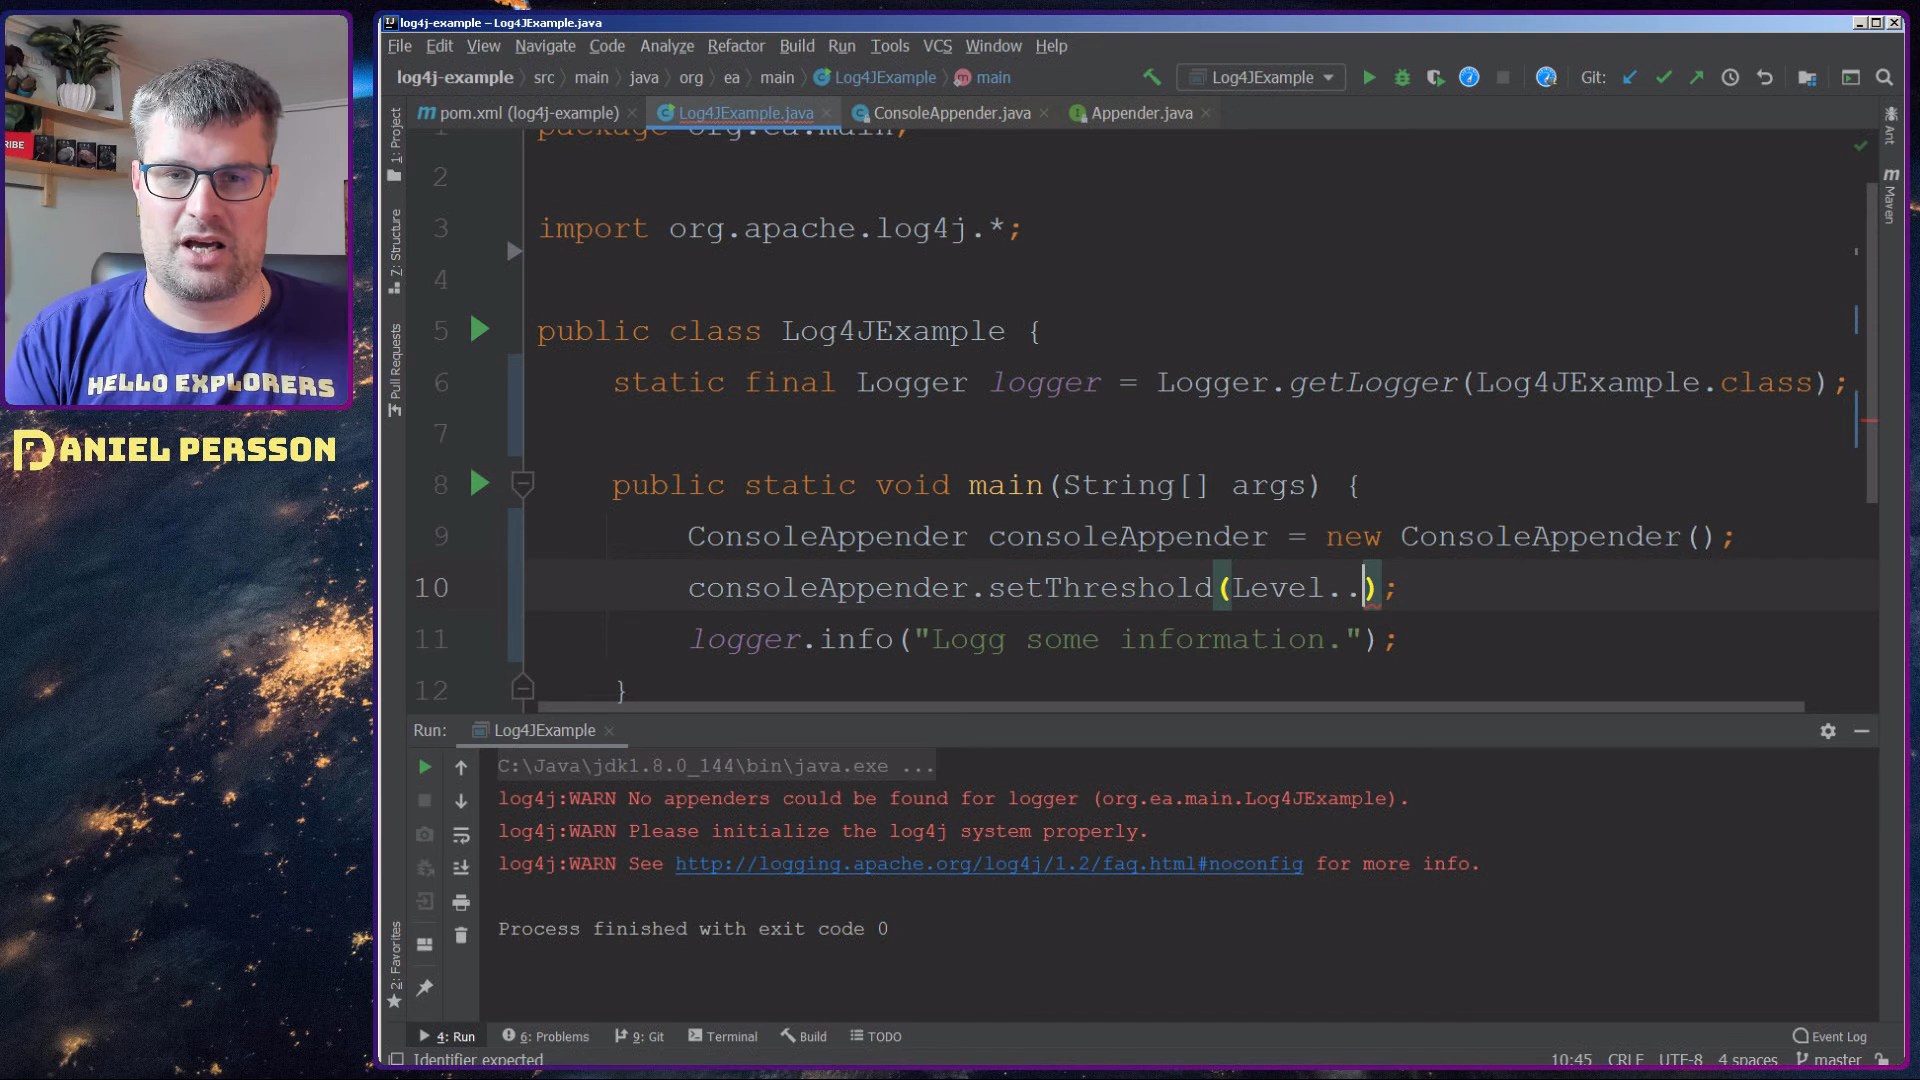 log4j-example – Log4JExample.java
File Edit View Navigate Code Analyze Refactor Build Run Tools VCS Window Help
log4j-example src main java org ea main Log4JExample main Log4JExample Git:
pom.xml (log4j-example) Log4JExample.java ConsoleAppender.java Appender.java
1: Project
7: Structure
Pull Requests
2: Favorites
Ant
Maven
RIBE
HELLO EXPLORERS
DANIEL PERSSON
1 package org.ea.main;
2
3 import org.apache.log4j.*;
4
5 public class Log4JExample {
6 static final Logger logger = Logger.getLogger(Log4JExample.class);
7
8 public static void main(String[] args) {
9 ConsoleAppender consoleAppender = new ConsoleAppender();
10 consoleAppender.setThreshold(Level..);
11 logger.info("Logg some information.");
12 }
Run: Log4JExample
C:\Java\jdk1.8.0_144\bin\java.exe ...
log4j:WARN No appenders could be found for logger (org.ea.main.Log4JExample).
log4j:WARN Please initialize the log4j system properly.
log4j:WARN See http://logging.apache.org/log4j/1.2/faq.html#noconfig for more info.
Process finished with exit code 0
4: Run 6: Problems 9: Git Terminal Build TODO Event Log
Identifier expected 10:45 CRLF UTF-8 4 spaces master